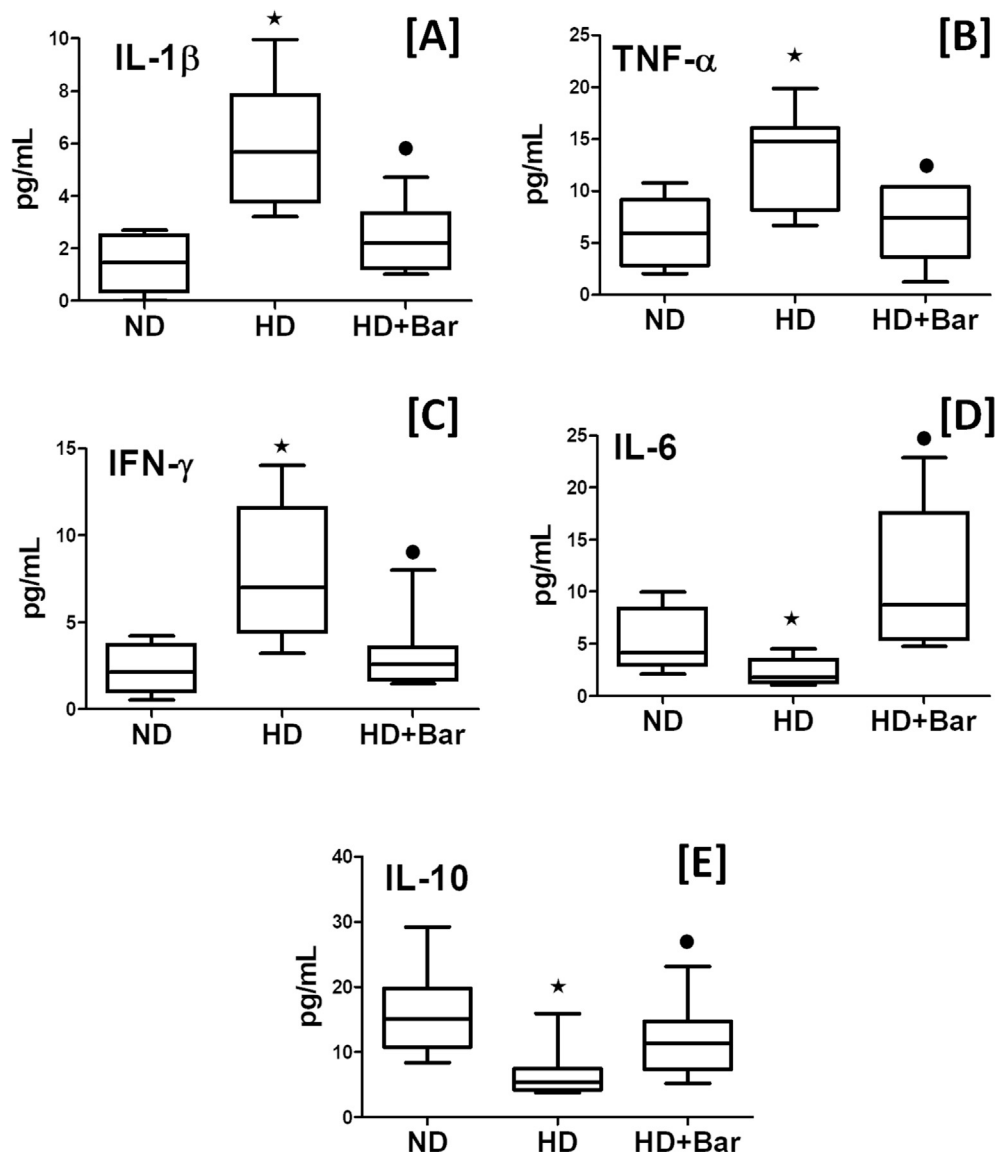 [A]
IL-1β
pg/mL
10
8
6
4
2
0
ND HD HD+Bar
[B]
TNF-α
pg/mL
25
20
15
10
5
0
ND HD HD+Bar
[C]
IFN-γ
pg/mL
15
10
5
0
ND HD HD+Bar
[D]
IL-6
pg/mL
25
20
15
10
5
0
ND HD HD+Bar
[E]
IL-10
pg/mL
40
30
20
10
0
ND HD HD+Bar